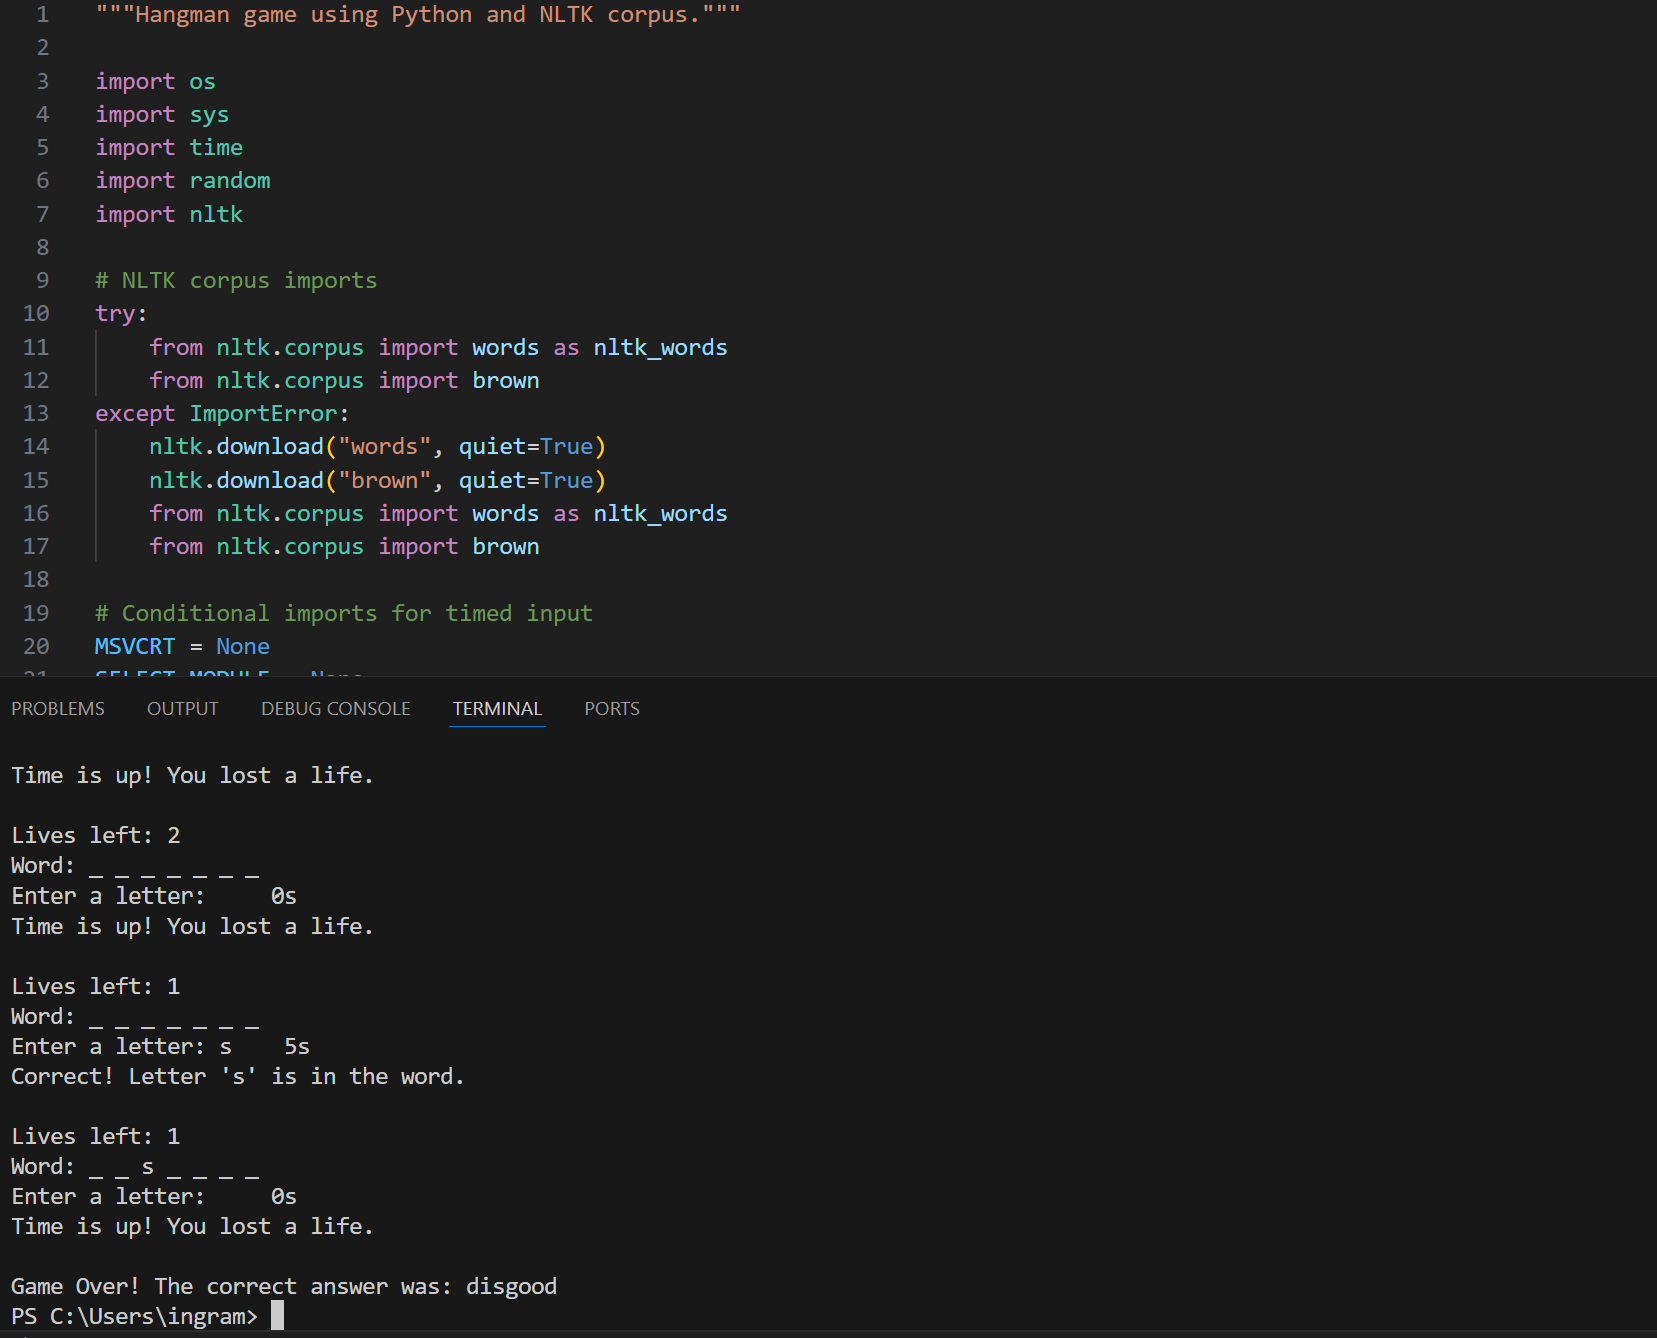 1 """Hangman game using Python and NLTK corpus."""
2
3 import os
4 import sys
5 import time
6 import random
7 import nltk
8
9 # NLTK corpus imports
10 try:
11     from nltk.corpus import words as nltk_words
12     from nltk.corpus import brown
13 except ImportError:
14     nltk.download("words", quiet=True)
15     nltk.download("brown", quiet=True)
16     from nltk.corpus import words as nltk_words
17     from nltk.corpus import brown
18
19 # Conditional imports for timed input
20 MSVCRT = None
21 SELECT_MODULE = None
PROBLEMS OUTPUT DEBUG CONSOLE TERMINAL PORTS
Time is up! You lost a life.
Lives left: 2
Word: _ _ _ _ _ _ _
Enter a letter:     0s
Time is up! You lost a life.
Lives left: 1
Word: _ _ _ _ _ _ _
Enter a letter: s    5s
Correct! Letter 's' is in the word.
Lives left: 1
Word: _ _ s _ _ _ _
Enter a letter:     0s
Time is up! You lost a life.
Game Over! The correct answer was: disgood
PS C:\Users\ingram>